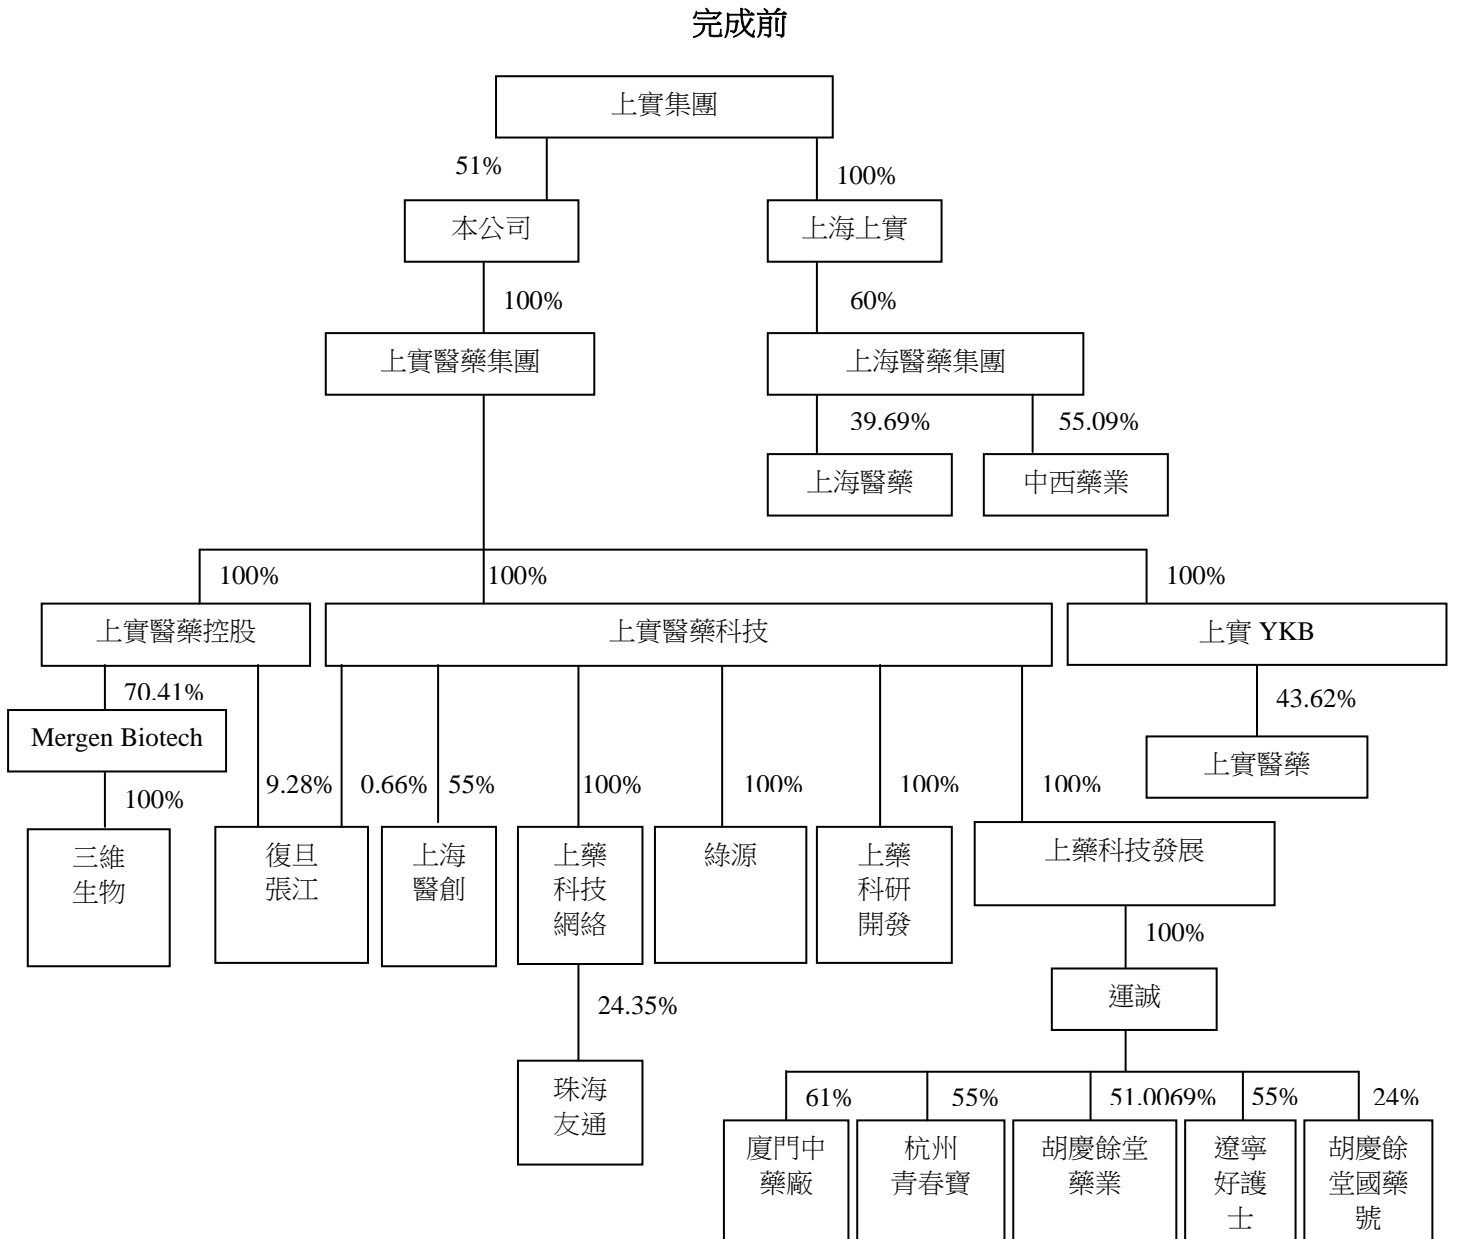 完成前
上實集團
51%
100%
本公司
上海上實
100%
60%
上實醫藥集團
上海醫藥集團
39.69%
55.09%
上海醫藥
中西藥業
100%
100%
100%
上實醫藥控股
上實醫藥科技
上實 YKB
70.41%
43.62%
Mergen Biotech
上實醫藥
9.28%
0.66%
55%
100%
100%
100%
100%
100%
三維
生物
復旦
張江
上海
醫創
上藥
科技
網絡
綠源
上藥
科研
開發
上藥科技發展
100%
24.35%
運誠
珠海
友通
61%
55%
51.0069%
55%
24%
廈門中
藥廠
杭州
青春寶
胡慶餘堂
藥業
遼寧
好護
士
胡慶餘
堂國藥
號